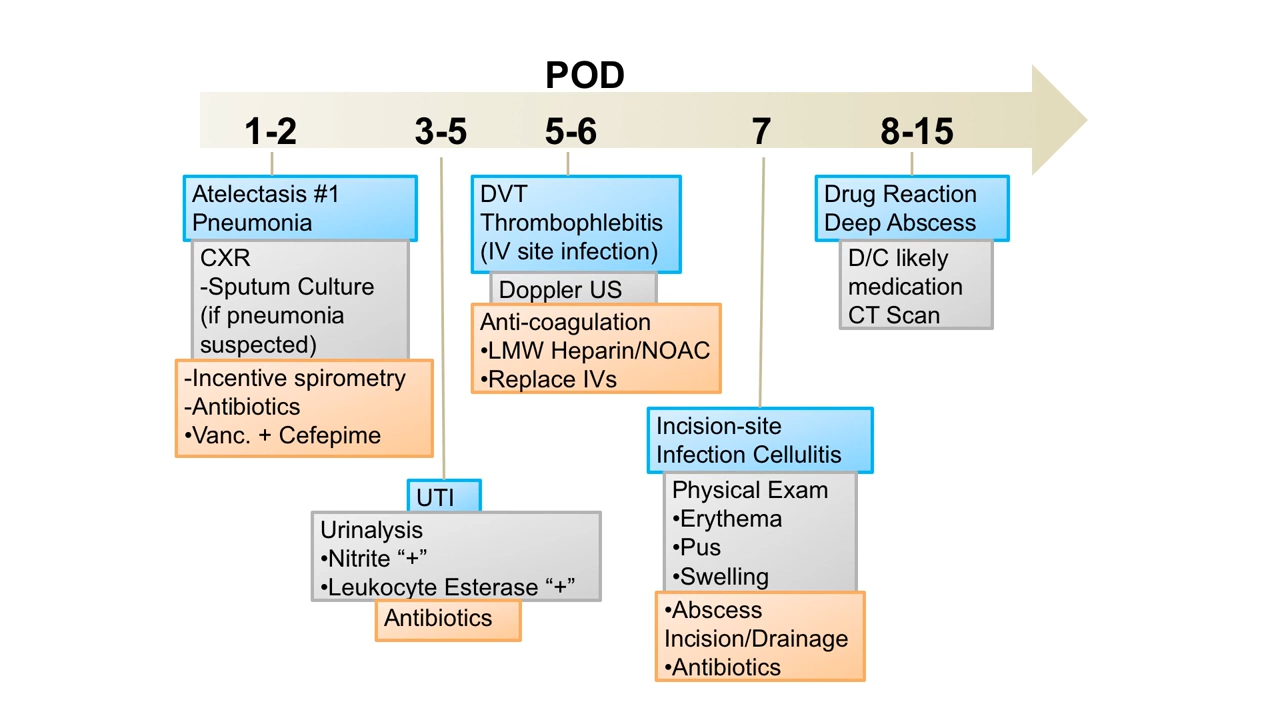 POD
1-2
3-5
5-6
7
8-15
Atelectasis #1
Pneumonia
CXR
-Sputum Culture
(if pneumonia
suspected)
-Incentive spirometry
-Antibiotics
•Vanc. + Cefepime
UTI
Urinalysis
•Nitrite “+”
•Leukocyte Esterase “+”
Antibiotics
DVT
Thrombophlebitis
(IV site infection)
Doppler US
Anti-coagulation
•LMW Heparin/NOAC
•Replace IVs
Incision-site
Infection Cellulitis
Physical Exam
•Erythema
•Pus
•Swelling
•Abscess
Incision/Drainage
•Antibiotics
Drug Reaction
Deep Abscess
D/C likely
medication
CT Scan